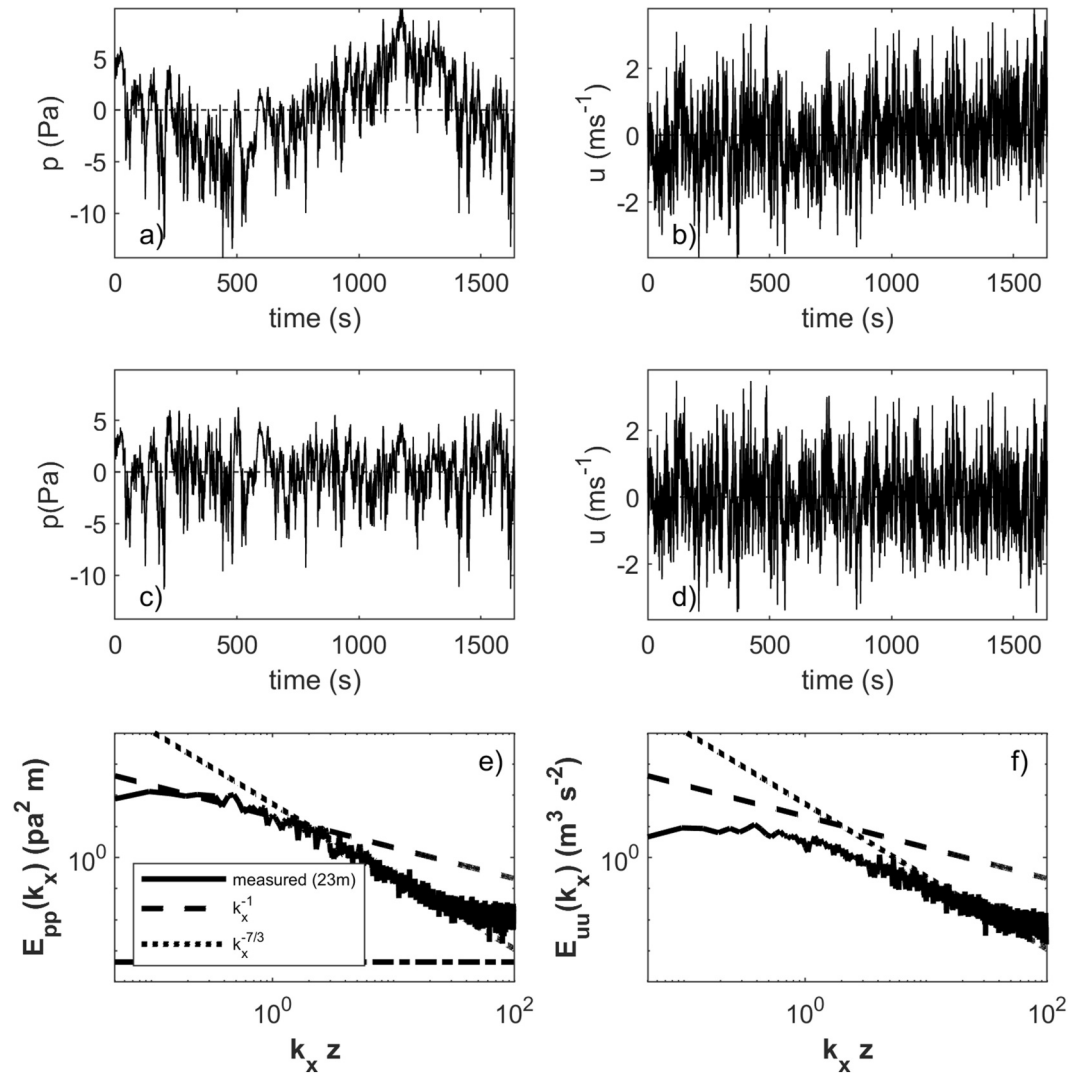 5
0
-5
-10
p (Pa)
a)
0
500
1000
1500
time (s)
2
0
-2
u (ms-1)
b)
0
500
1000
1500
time (s)
5
0
-5
-10
p(Pa)
c)
0
500
1000
1500
time (s)
2
0
-2
u (ms-1)
d)
0
500
1000
1500
time (s)
e)
Epp(kx) (pa2 m)
100
measured (23m)
kx-1
kx-7/3
100
102
kx z
f)
Euu(kx) (m3 s-2)
100
100
102
kx z